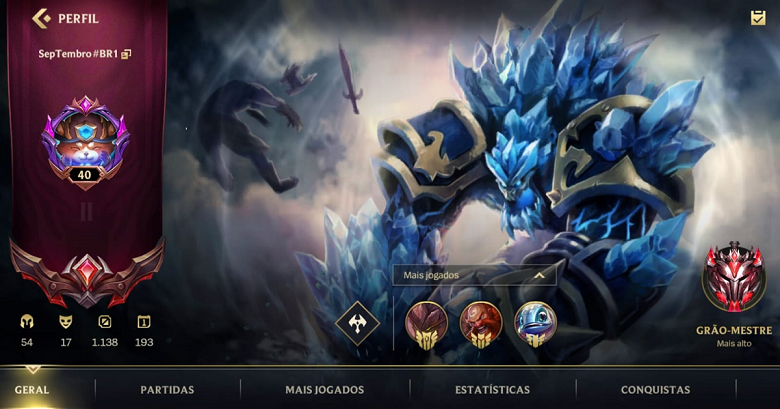 PERFIL
SepTembro#BR1
40
II
54 17 1.138 193
Mais jogados
GRÃO-MESTRE
Mais alto
GERAL PARTIDAS MAIS JOGADOS ESTATÍSTICAS CONQUISTAS